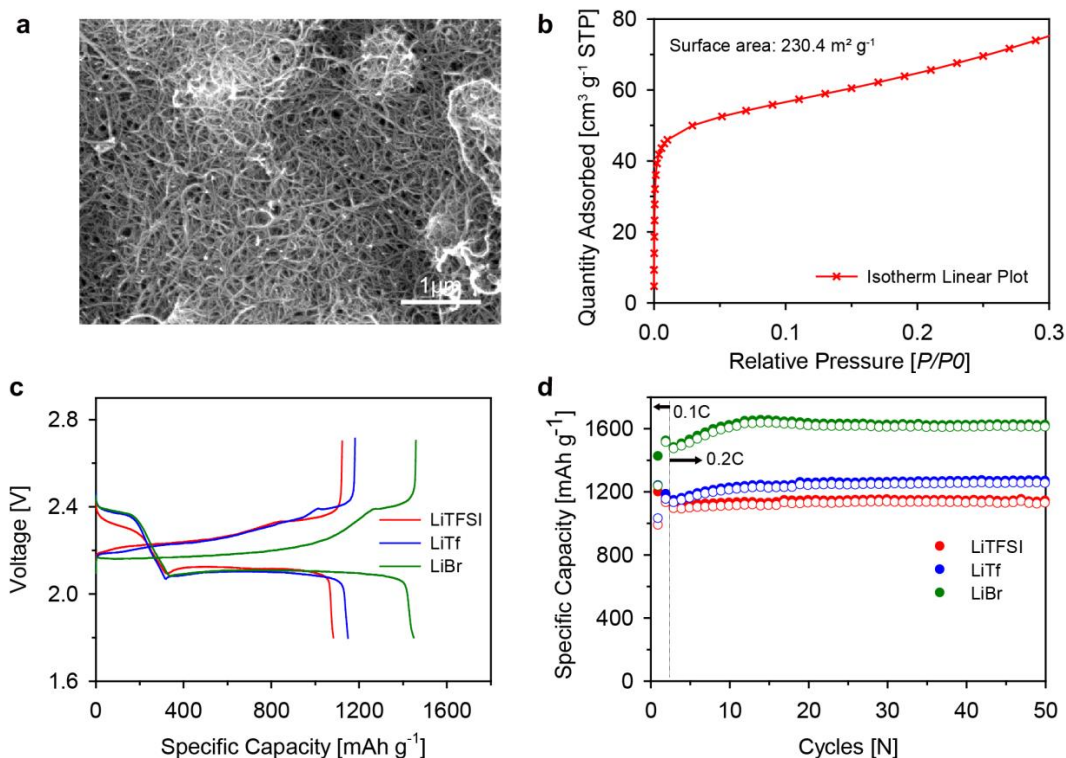 a
1μm
b
Surface area: 230.4 m² g⁻¹
Quantity Adsorbed [cm³ g⁻¹ STP]
80
60
40
20
0
Isotherm Linear Plot
0.0 0.1 0.2 0.3
Relative Pressure [P/P0]
c
Voltage [V]
2.8
2.4
2.0
1.6
LiTFSI
LiTf
LiBr
0 400 800 1200 1600
Specific Capacity [mAh g⁻¹]
d
Specific Capacity [mAh g⁻¹]
1600
1200
800
400
0
0.1C
0.2C
LiTFSI
LiTf
LiBr
0 10 20 30 40 50
Cycles [N]